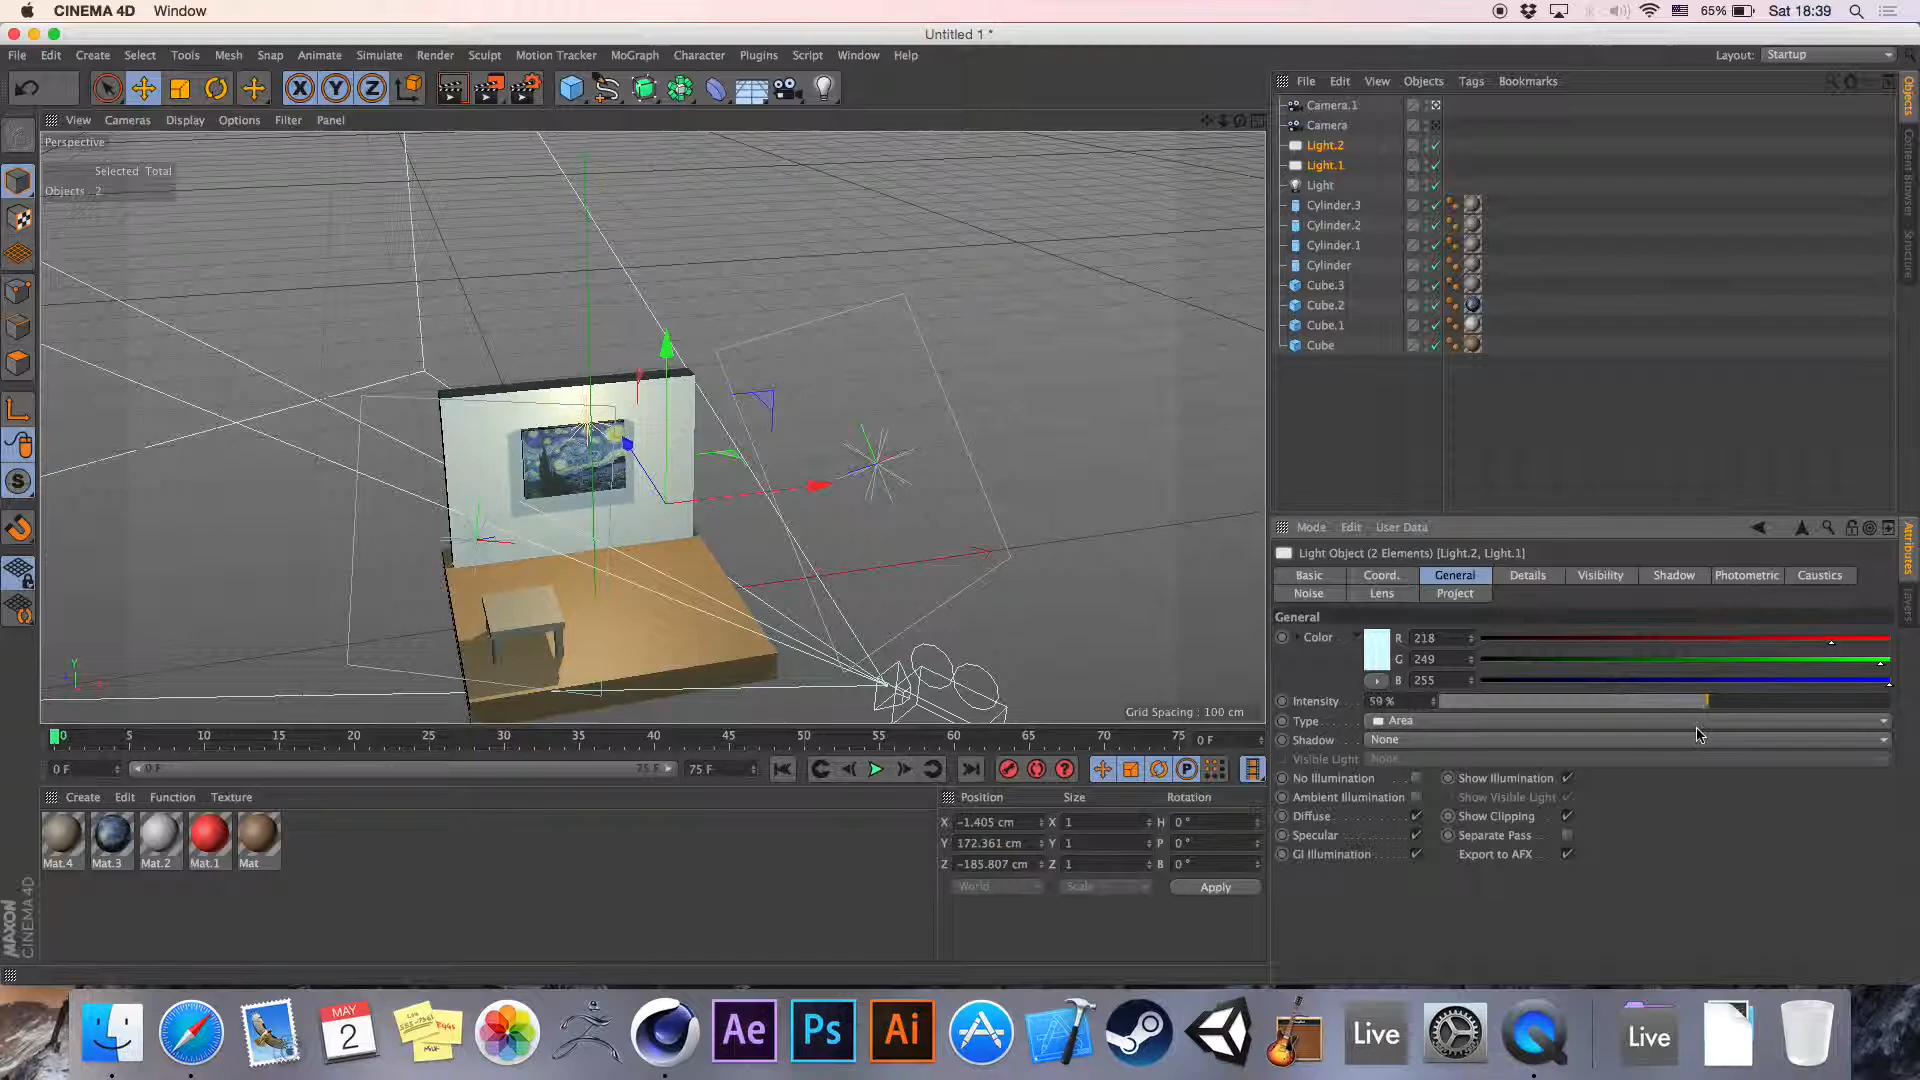 CINEMA 4D Window 65% Sat 18:39
Untitled 1 *
File Edit Create Select Tools Mesh Snap Animate Simulate Render Sculpt Motion Tracker MoGraph Character Plugins Script Window Help Layout: Startup
X Y Z
File Edit View Objects Tags Bookmarks
View Cameras Display Options Filter Panel
Perspective
Selected Total
Objects 2
Camera.1
Camera
Light.2
Light.1
Light
Cylinder.3
Cylinder.2
Cylinder.1
Cylinder
Cube.3
Cube.2
Cube.1
Cube
Objects
Content Browser
Structure
Mode Edit User Data
Light Object (2 Elements) [Light.2, Light.1]
Basic Coord. General Details Visibility Shadow Photometric Caustics
Noise Lens Project
Attributes
Layers
General
Color R 218
G 249
B 255
Intensity 59 %
Type Area
Shadow None
Visible Light None
No Illumination Show Illumination
Ambient Illumination Show Visible Light
Diffuse Show Clipping
Specular Separate Pass
GI Illumination Export to AFX
Y
Grid Spacing : 100 cm
0 5 10 15 20 25 30 35 40 45 50 55 60 65 70 75 0 F
0 F 0 F 75 F 75 F
Create Edit Function Texture
Mat.4 Mat.3 Mat.2 Mat.1 Mat
Position Size Rotation
X -1.405 cm X 1 H 0 °
Y 172.361 cm Y 1 P 0 °
Z -185.807 cm Z 1 B 0 °
World Scale Apply
MAXON
CINEMA 4D
MAY
2
Ae Ps Ai Live Live